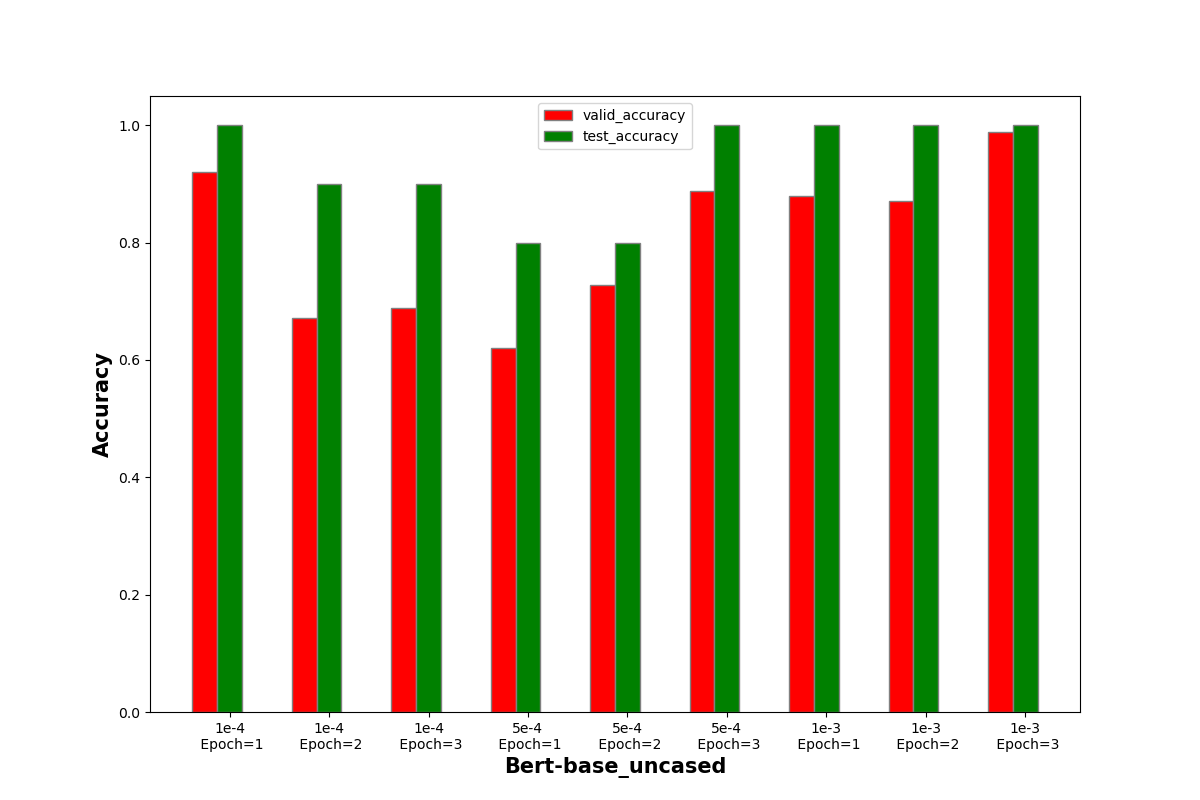 valid_accuracy
test_accuracy
Accuracy
1.0
0.8
0.6
0.4
0.2
0.0
1e-4 1e-4 1e-4 5e-4 5e-4 5e-4 1e-3 1e-3 1e-3
Epoch=1 Epoch=2 Epoch=3 Epoch=1 Epoch=2 Epoch=3 Epoch=1 Epoch=2 Epoch=3
Bert-base_uncased